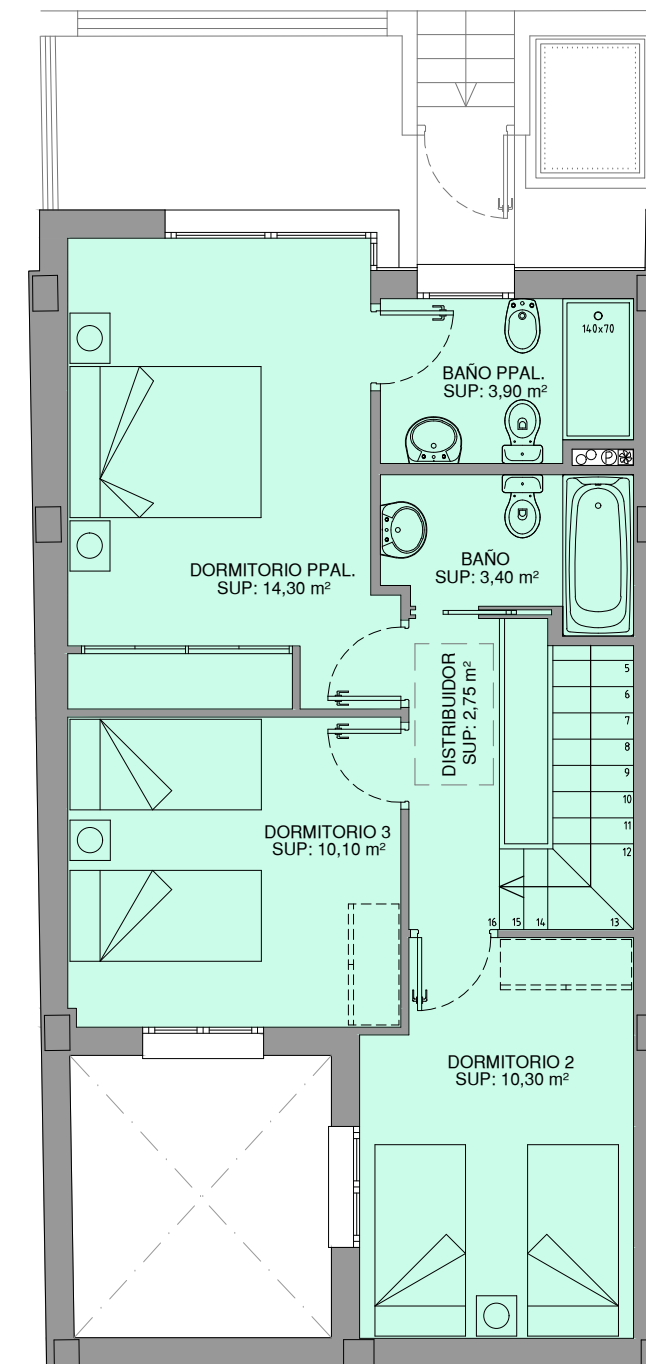 140x70
BAÑO PPAL.
SUP: 3,90 m²
P
DORMITORIO PPAL.
SUP: 14,30 m²
BAÑO
SUP: 3,40 m²
DISTRIBUIDOR
SUP: 2,75 m²
5
6
7
8
9
10
11
12
16 15 14 13
DORMITORIO 3
SUP: 10,10 m²
DORMITORIO 2
SUP: 10,30 m²